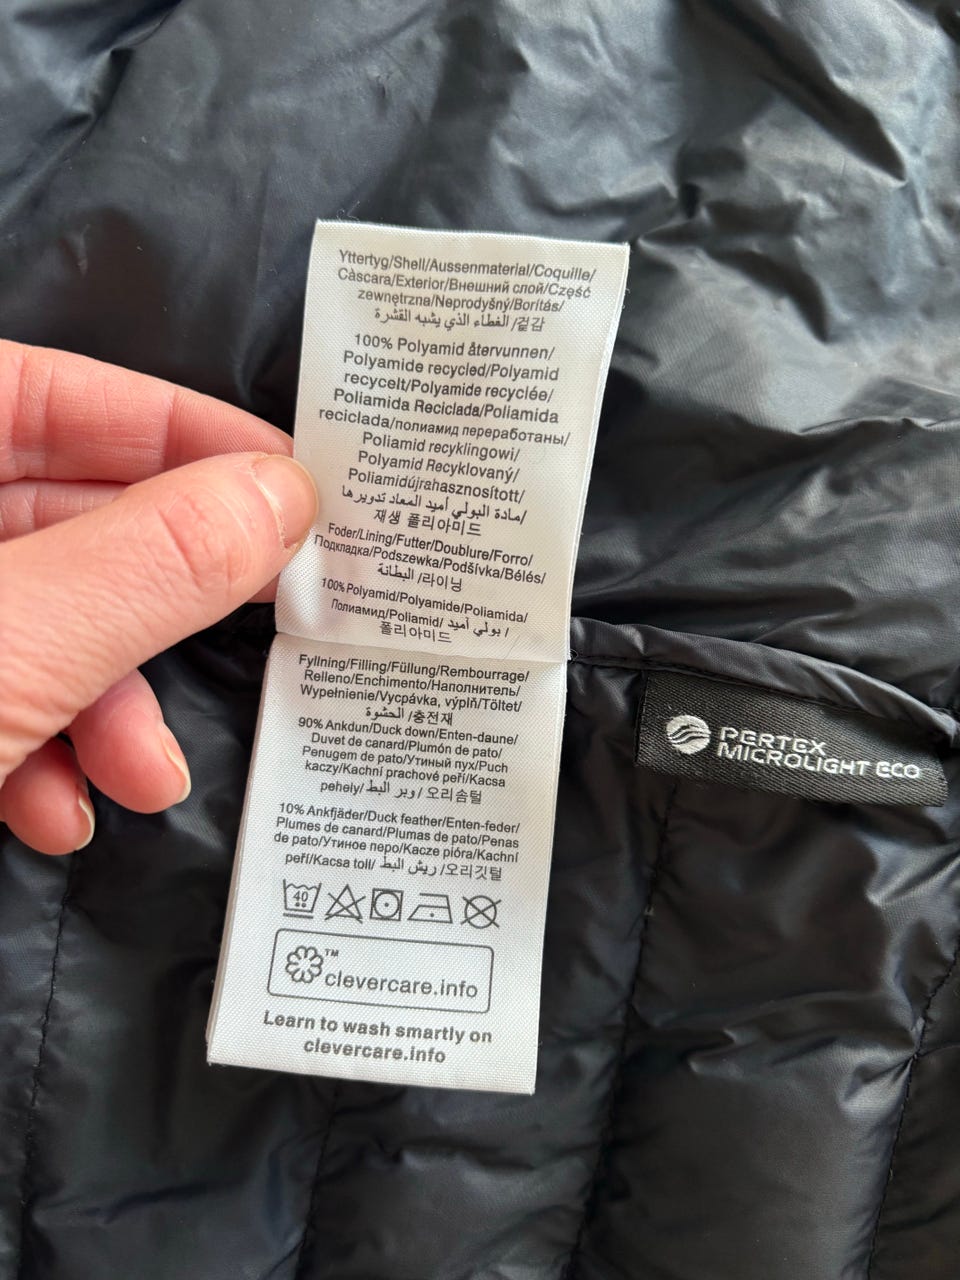 Yttertyg/Shell/Aussenmaterial/Coquille/
Càscara/Exterior/Внешний слой/Część
zewnętrzna/Neprodyšný/Borítás/
الغطاء الذي يشبه القشرة /겉감
100% Polyamid återvunnen/
Polyamide recycled/Polyamid
recycelt/Polyamide recyclée/
Poliamida Reciclada/Poliamida
reciclada/полиамид переработаны/
Poliamid recyklingowi/
Polyamid Recyklovaný/
Poliamidújrahasznosított/
مادة البولي أميد المعاد تدويرها/
재생 폴리아미드
Foder/Lining/Futter/Doublure/Forro/
Подкладка/Podszewka/Podšívka/Bélés/
البطانة /라이닝
100% Polyamid/Polyamide/Poliamida/
Полиамид/Poliamid/ بولي أميد /
폴리아미드
Fyllning/Filling/Füllung/Rembourrage/
Relleno/Enchimento/Наполнитель/
Wypełnienie/Vycpávka, výplň/Töltet/
الحشوة /충전재
90% Ankdun/Duck down/Enten-daune/
Duvet de canard/Plumón de pato/
Penugem de pato/Утиный пух/Puch
kaczy/Kachní prachové peří/Kacsa
pehely/ وبر البط /오리솜털
10% Ankfjäder/Duck feather/Enten-feder/
Plumes de canard/Plumas de pato/Penas
de pato/Утиное перо/Kacze pióra/Kachní
peří/Kacsa toll/ ريش البط /오리깃털
40
™
clevercare.info
Learn to wash smartly on
clevercare.info
PERTEX
MICROLIGHT ECO